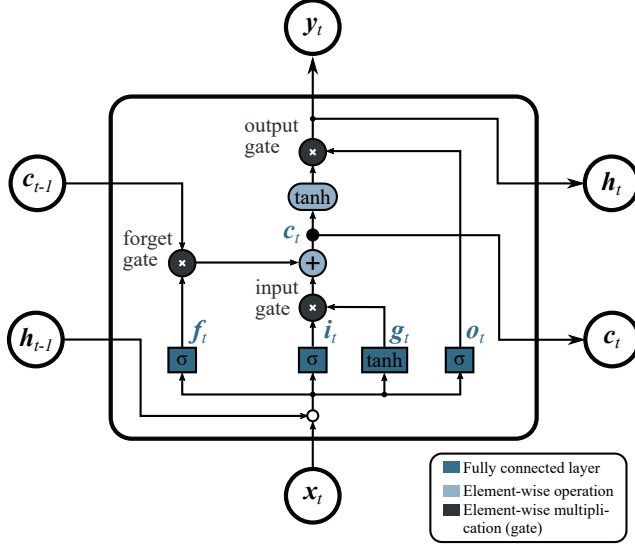 y_t
output
gate
×
c_{t-1}
h_t
tanh
forget
gate
c_t
×
+
input
gate
×
h_{t-1}
f_t
i_t
g_t
o_t
c_t
σ
σ
tanh
σ
x_t
Fully connected layer
Element-wise operation
Element-wise multipli-
cation (gate)